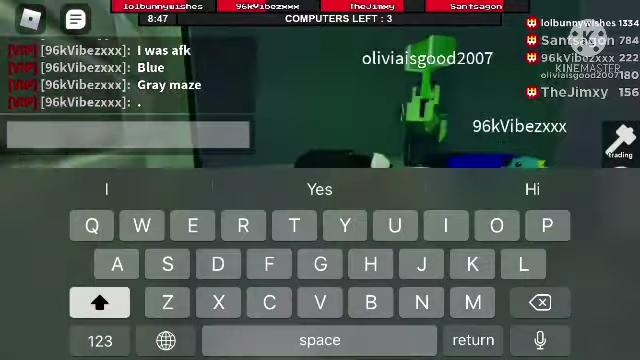 lolbunnywishes 96kVibezxxx TheJimxy Santsagon
8:47 COMPUTERS LEFT : 3
lolbunnywishes 1334
Santsagon 784
96kVibezxxx 222
oliviaisgood2007 180
TheJimxy 156
KINEMASTER
[VIP] [96kVibezxxx]: I was afk
[VIP] [96kVibezxxx]: Blue
[VIP] [96kVibezxxx]: Gray maze
[VIP] [96kVibezxxx]: .
oliviaisgood2007
96kVibezxxx
trading
I Yes Hi
Q W E R T Y U I O P
A S D F G H J K L
Z X C V B N M
123 space return